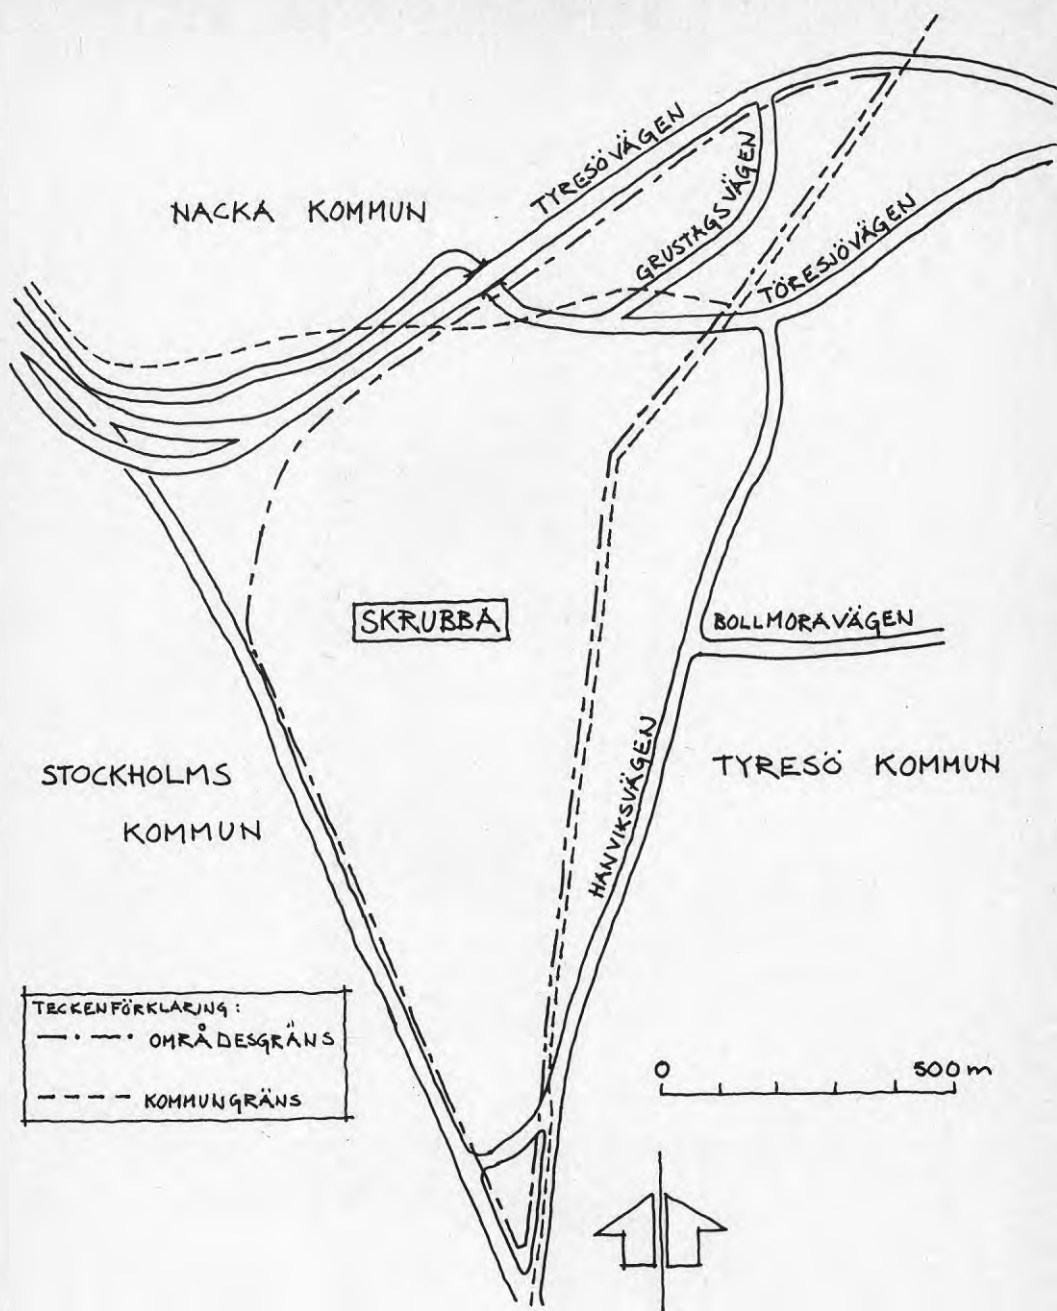 TYRESÖVÄGEN
NACKA KOMMUN
GRUSTAGSVÄGEN
TÖRESJÖVÄGEN
SKRUBBA
BOLLMORAVÄGEN
STOCKHOLMS
KOMMUN
TYRESÖ KOMMUN
HANVIKSVÄGEN
TECKENFÖRKLARING:
OMRÅDESGRÄNS
KOMMUNGRÄNS
0 500 m